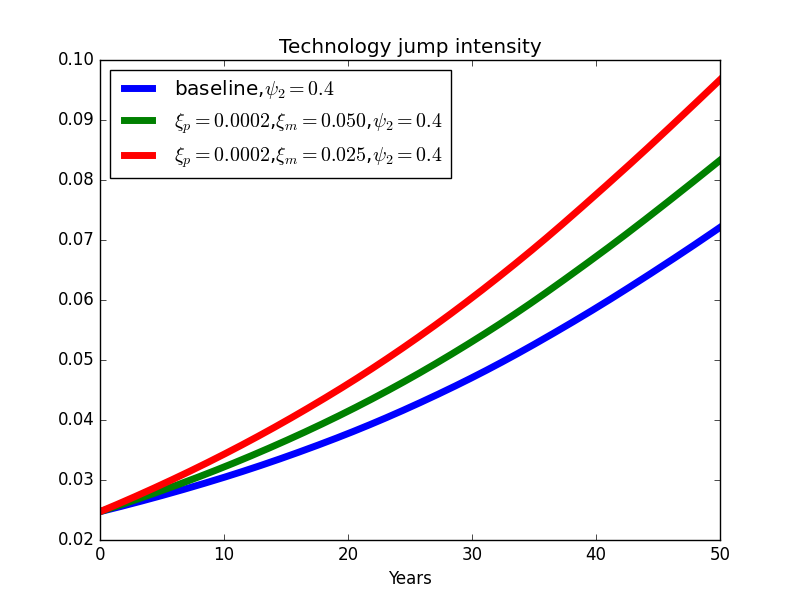 Technology jump intensity
0.10
0.09
0.08
0.07
0.06
0.05
0.04
0.03
0.02
baseline,ψ₂ = 0.4
ξₚ = 0.0002,ξₘ = 0.050,ψ₂ = 0.4
ξₚ = 0.0002,ξₘ = 0.025,ψ₂ = 0.4
0 10 20 30 40 50
Years